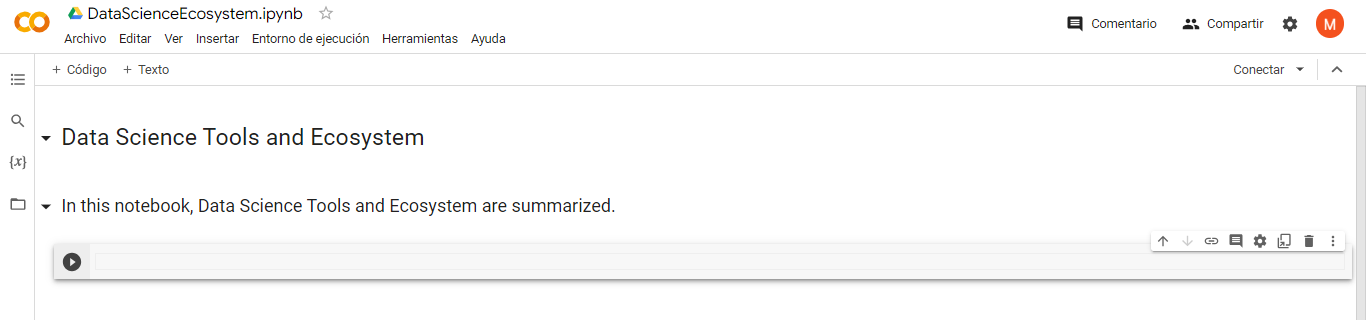 DataScienceEcosystem.ipynb
Archivo Editar Ver Insertar Entorno de ejecución Herramientas Ayuda
Comentario Compartir M
+ Código + Texto
Conectar
{x}
Data Science Tools and Ecosystem
In this notebook, Data Science Tools and Ecosystem are summarized.